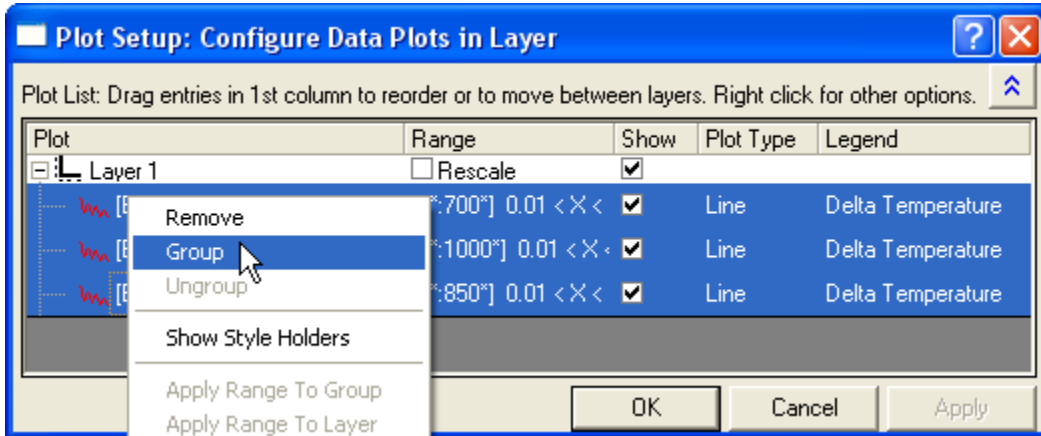 Plot Setup: Configure Data Plots in Layer
Plot List: Drag entries in 1st column to reorder or to move between layers. Right click for other options.
Plot Range Show Plot Type Legend
Layer 1 Rescale
[E *:700*] 0.01 < X < Line Delta Temperature
[E *:1000*] 0.01 < X < Line Delta Temperature
[E *:850*] 0.01 < X < Line Delta Temperature
Remove
Group
Ungroup
Show Style Holders
Apply Range To Group
Apply Range To Layer
OK Cancel Apply